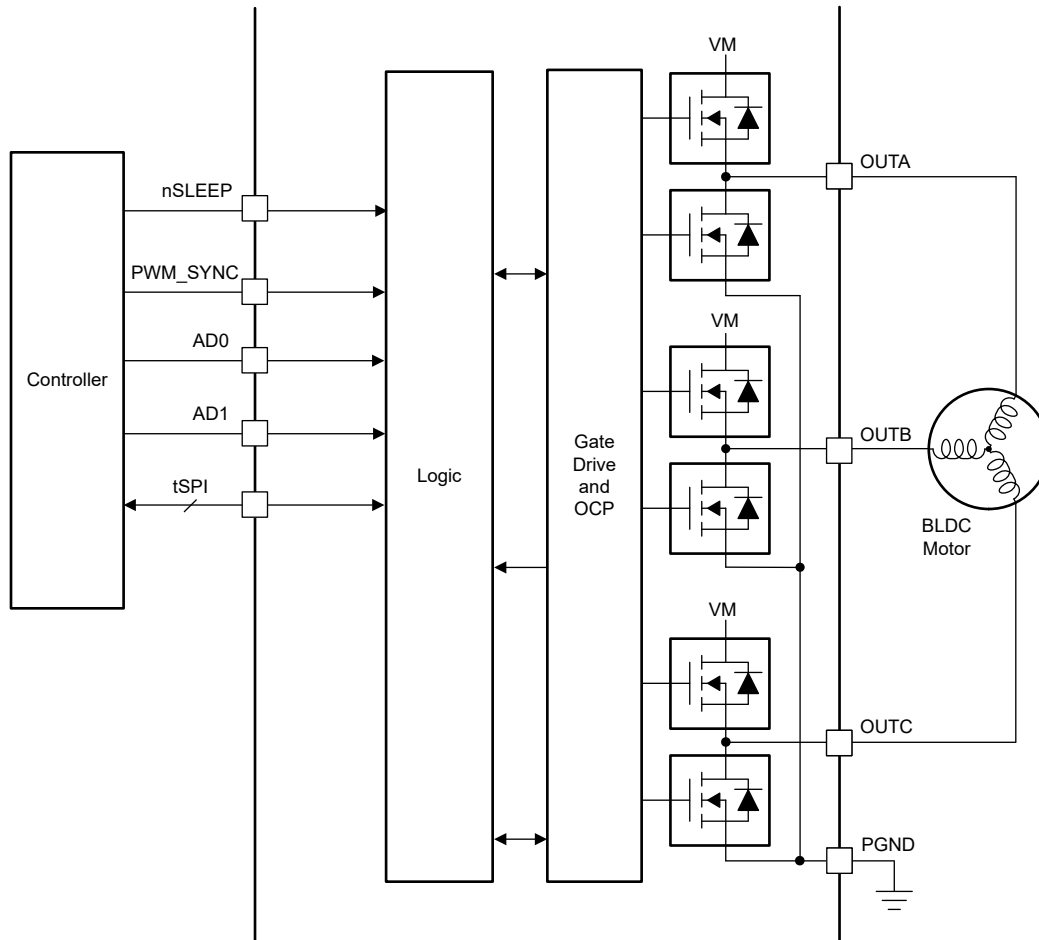 VM
OUTA
nSLEEP
PWM_SYNC
VM
AD0
Controller
AD1
OUTB
Gate
Drive
and
OCP
Logic
tSPI
BLDC
Motor
VM
OUTC
PGND